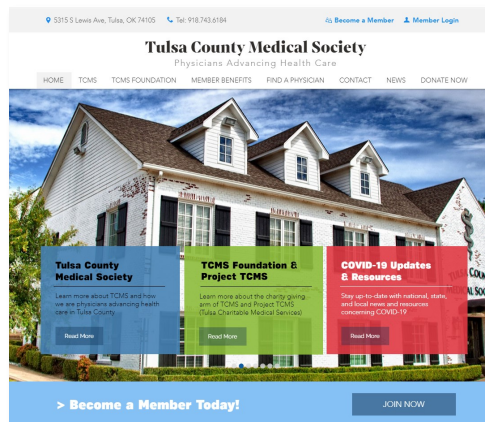 5315 S Lewis Ave, Tulsa, OK 74105 Tel: 918.743.6184 Become a Member Member Login
Tulsa County Medical Society
Physicians Advancing Health Care
HOME TCMS TCMS FOUNDATION MEMBER BENEFITS FIND A PHYSICIAN CONTACT NEWS DONATE NOW
Tulsa County
Medical Society
Learn more about TCMS and how
we are physicians advancing health
care in Tulsa County
Read More
TCMS Foundation &
Project TCMS
Learn more about the charity giving
arm of TCMS and Project TCMS
(Tulsa Charitable Medical Services)
Read More
COVID-19 Updates
& Resources
Stay up-to-date with national, state,
and local news and resources
concerning COVID-19
Read More
> Become a Member Today!
JOIN NOW